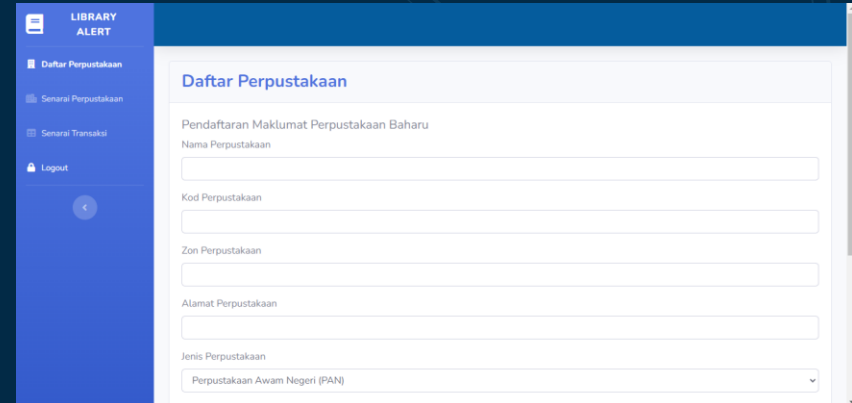 LIBRARY
ALERT
Daftar Perpustakaan
Senarai Perpustakaan
Senarai Transaksi
Logout
Daftar Perpustakaan
Pendaftaran Maklumat Perpustakaan Baharu
Nama Perpustakaan
Kod Perpustakaan
Zon Perpustakaan
Alamat Perpustakaan
Jenis Perpustakaan
Perpustakaan Awam Negeri (PAN)